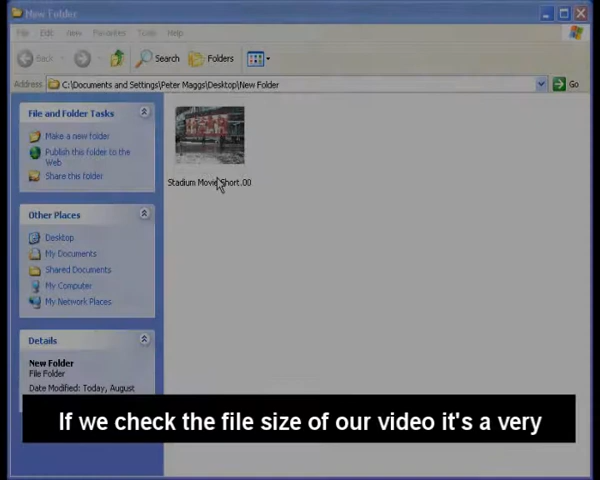 New Folder
File Edit View Favorites Tools Help
Back Search Folders
Address C:\Documents and Settings\Peter Maggs\Desktop\New Folder Go
File and Folder Tasks
Make a new folder
Publish this folder to the
Web
Share this folder
Stadium Movie Short.00
Other Places
Desktop
My Documents
Shared Documents
My Computer
My Network Places
Details
New Folder
File Folder
Date Modified: Today, August
If we check the file size of our video it's a very